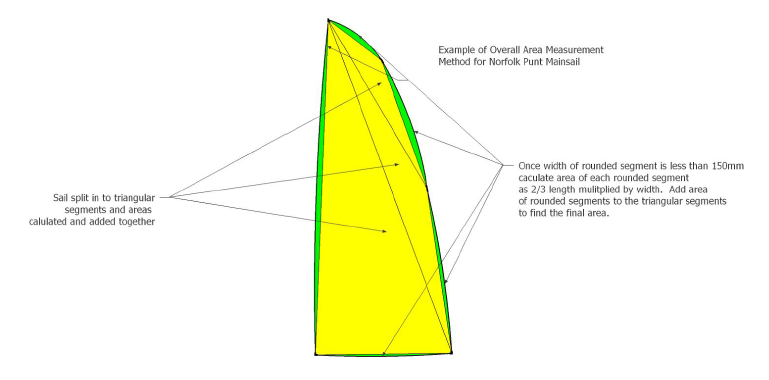 Example of Overall Area Measurement
Method for Norfolk Punt Mainsail
Once width of rounded segment is less than 150mm
caculate area of each rounded segment
as 2/3 length mulitplied by width. Add area
of rounded segments to the triangular segments
to find the final area.
Sail split in to triangular
segments and areas
calulated and added together